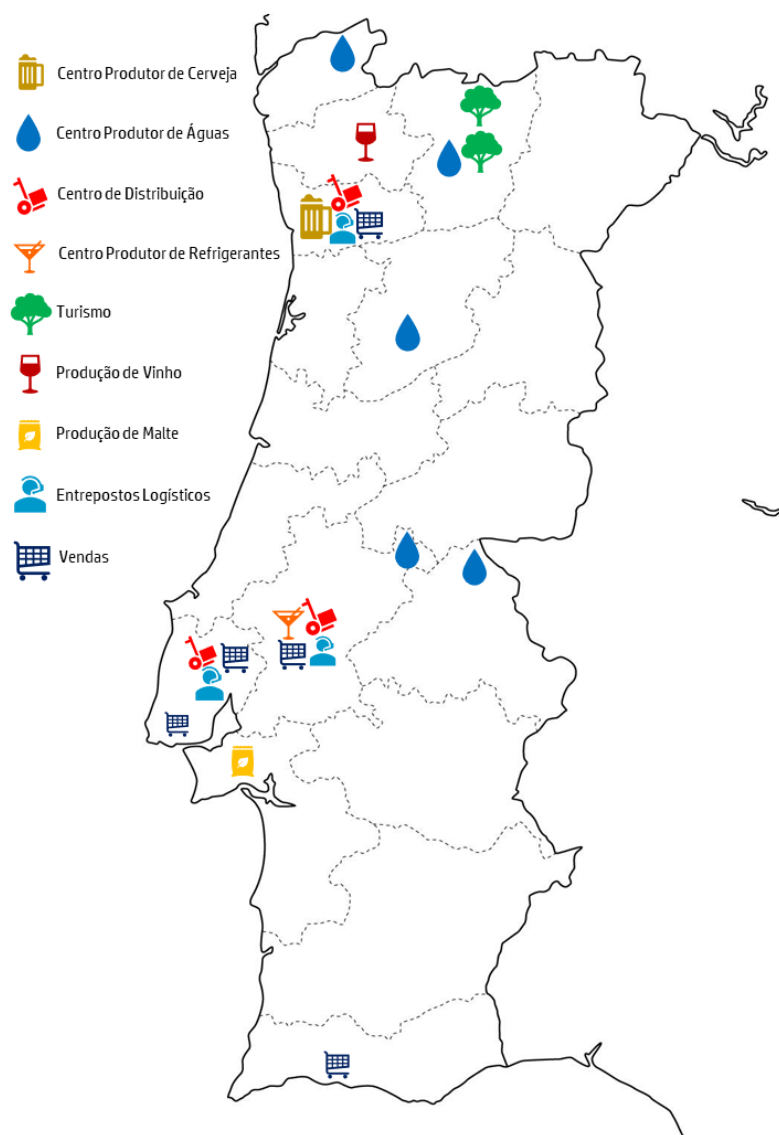 Centro Produtor de Cerveja
Centro Produtor de Águas
Centro de Distribuição
Centro Produtor de Refrigerantes
Turismo
Produção de Vinho
Produção de Malte
Entrepostos Logísticos
Vendas